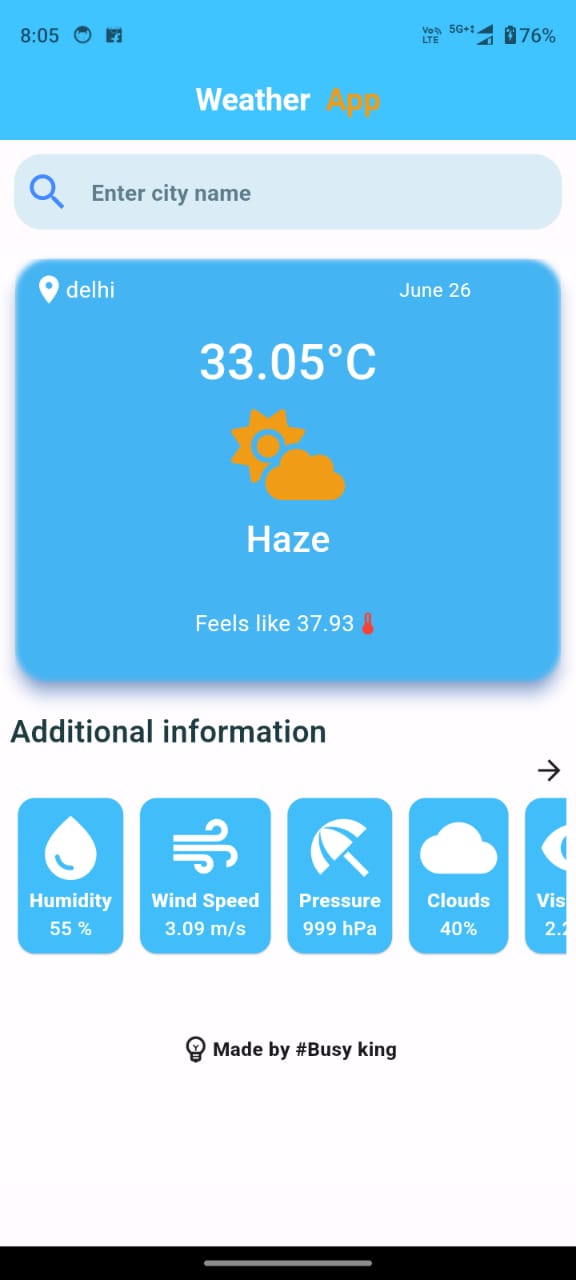 8:05 Vo LTE 5G+ 76%
Weather App
Enter city name
delhi June 26
33.05°C
Haze
Feels like 37.93
Additional information
Humidity Wind Speed Pressure Clouds Vis
55 % 3.09 m/s 999 hPa 40% 2.2
Made by #Busy king